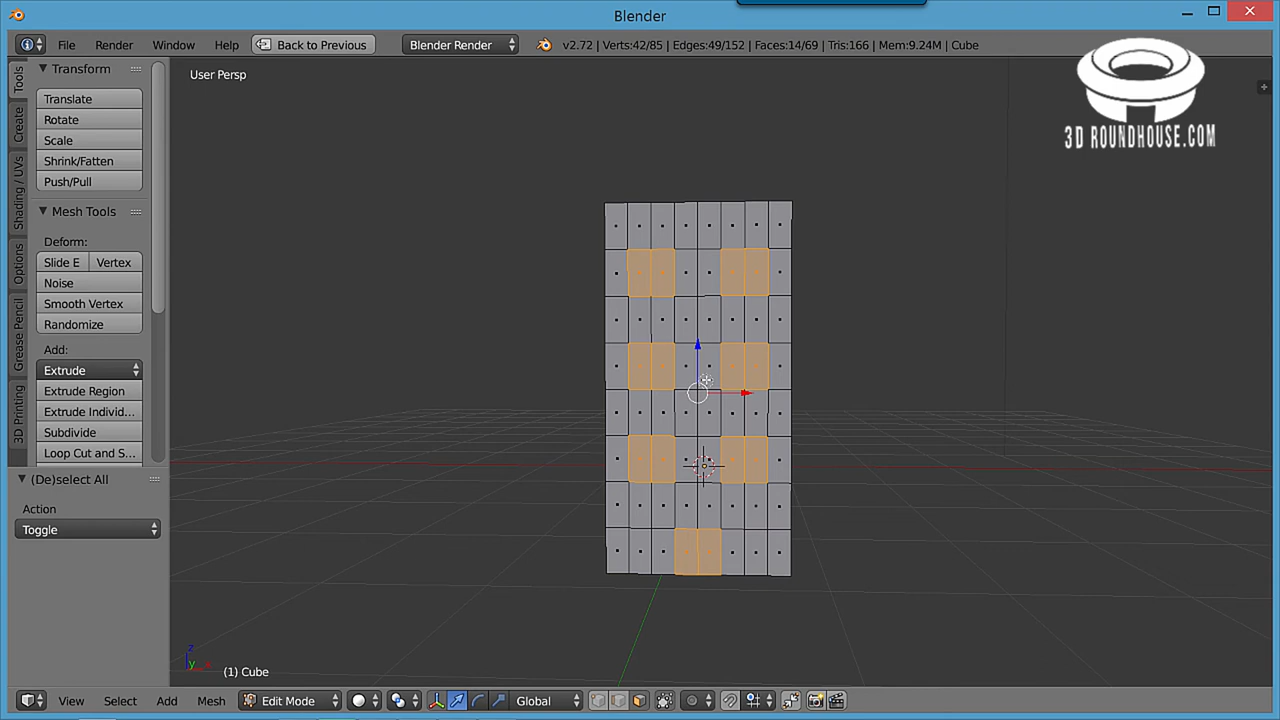 Blender
File Render Window Help Back to Previous Blender Render v2.72 | Verts:42/85 | Edges:49/152 | Faces:14/69 | Tris:166 | Mem:9.24M | Cube
Transform
User Persp
3D ROUNDHOUSE.COM
Tools
Create
Shading / UVs
Options
Grease Pencil
3D Printing
Translate
Rotate
Scale
Shrink/Fatten
Push/Pull
Mesh Tools
Deform:
Slide E Vertex
Noise
Smooth Vertex
Randomize
Add:
Extrude
Extrude Region
Extrude Individ...
Subdivide
Loop Cut and S...
(De)select All
Action
Toggle
z
y x
(1) Cube
View Select Add Mesh Edit Mode Global